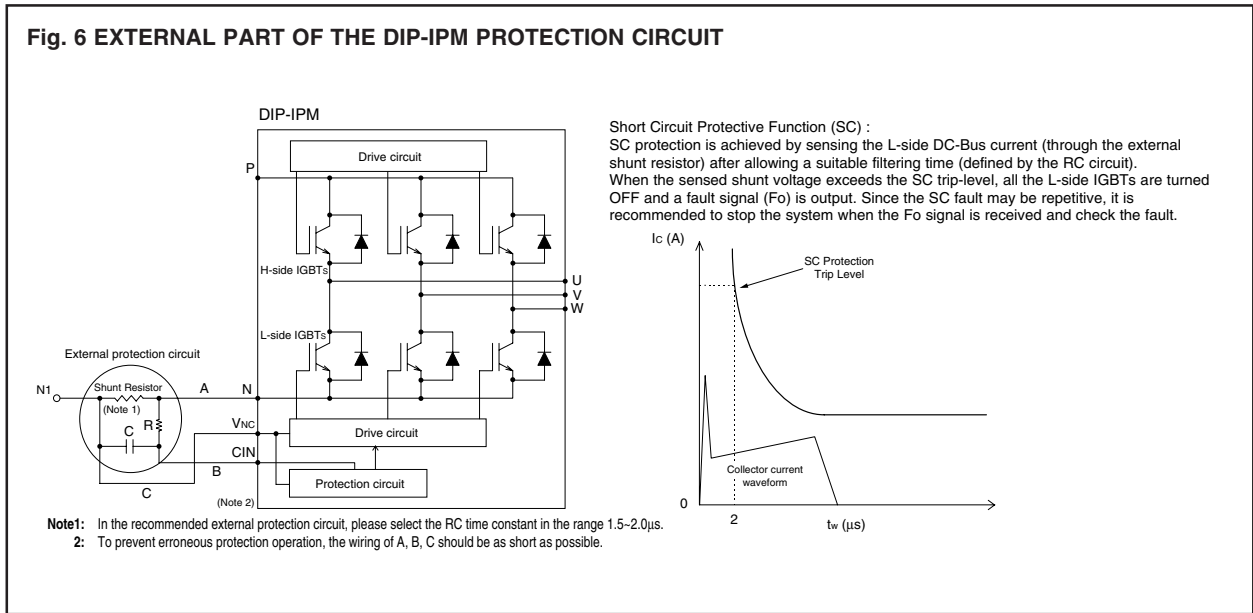 Fig. 6 EXTERNAL PART OF THE DIP-IPM PROTECTION CIRCUIT
DIP-IPM
Drive circuit
P
H-side IGBTs
U
V
W
L-side IGBTs
External protection circuit
N1
Shunt Resistor
(Note 1)
A
N
R
C
VNC
Drive circuit
CIN
B
C
Protection circuit
(Note 2)
Short Circuit Protective Function (SC) :
SC protection is achieved by sensing the L-side DC-Bus current (through the external
shunt resistor) after allowing a suitable filtering time (defined by the RC circuit).
When the sensed shunt voltage exceeds the SC trip-level, all the L-side IGBTs are turned
OFF and a fault signal (Fo) is output. Since the SC fault may be repetitive, it is
recommended to stop the system when the Fo signal is received and check the fault.
IC (A)
SC Protection
Trip Level
Collector current
waveform
0
2
tw (µs)
Note1: In the recommended external protection circuit, please select the RC time constant in the range 1.5~2.0µs.
2: To prevent erroneous protection operation, the wiring of A, B, C should be as short as possible.